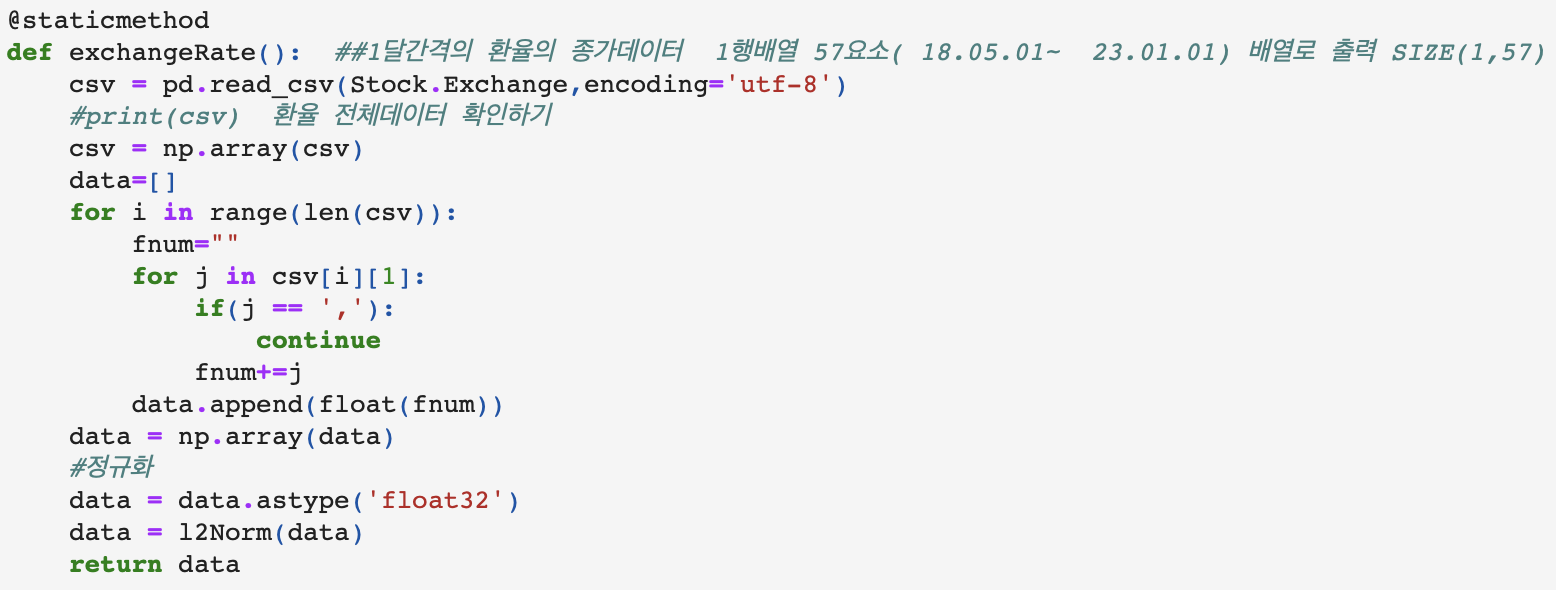 @staticmethod
def exchangeRate():  ##1달간격의 환율의 종가데이터  1행배열 57요소( 18.05.01~  23.01.01) 배열로 출력 SIZE(1,57)
    csv = pd.read_csv(Stock.Exchange,encoding='utf-8')
    #print(csv)  환율 전체데이터 확인하기
    csv = np.array(csv)
    data=[]
    for i in range(len(csv)):
        fnum=""
        for j in csv[i][1]:
            if(j == ','):
                continue
            fnum+=j
        data.append(float(fnum))
    data = np.array(data)
    #정규화
    data = data.astype('float32')
    data = l2Norm(data)
    return data